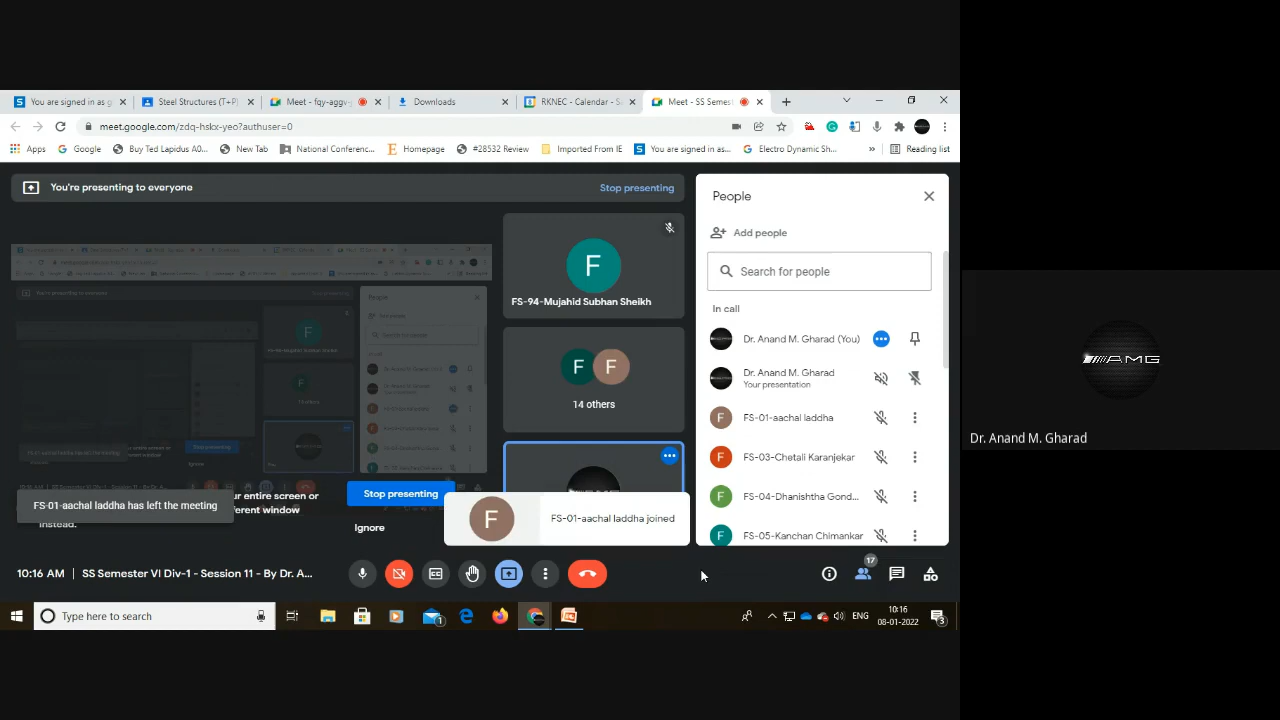 You are signed in as g
Steel Structures (T+P)
Meet - fqy-aggv-
Downloads
RKNEC - Calendar - S
Meet - SS Semest
meet.google.com/zdq-hskx-yeo?authuser=0
Apps
Google
Buy Ted Lapidus A0...
New Tab
National Conferenc...
Homepage
#28532 Review
Imported From IE
You are signed in as...
Electro Dynamic Sh...
»
Reading list
You're presenting to everyone
Stop presenting
F
FS-94-Mujahid Subhan Sheikh
F F
14 others
People
Add people
Search for people
In call
Dr. Anand M. Gharad (You)
Dr. Anand M. Gharad
Your presentation
F FS-01-aachal laddha
F FS-03-Chetali Karanjekar
F FS-04-Dhanishtha Gond...
F FS-05-Kanchan Chimankar
ur entire screen or
ferent window
instead.
Stop presenting
Ignore
FS-01-aachal laddha has left the meeting
F FS-01-aachal laddha joined
10:16 AM | SS Semester VI Div-1 - Session 11 - By Dr. A...
17
Type here to search
1
ENG
10:16
08-01-2022
3
AMG
Dr. Anand M. Gharad